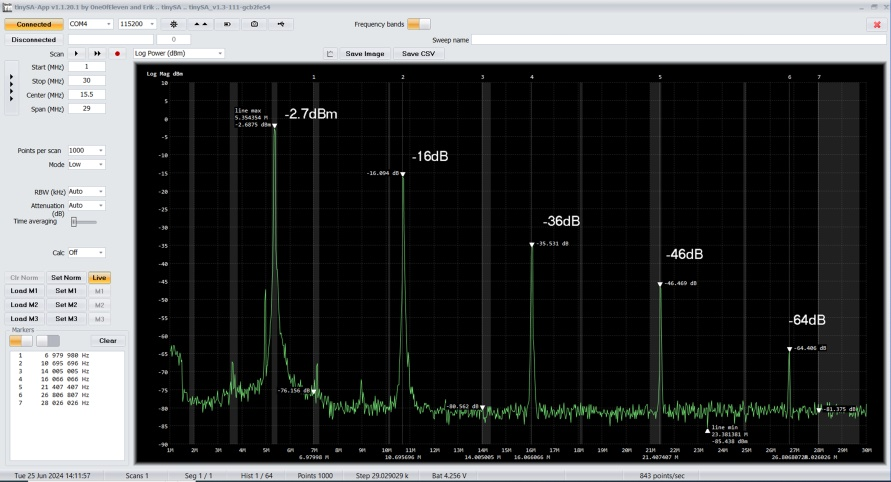 tinySA-App v1.1.20.1 by OneOfEleven and Erik .. tinySA .. tinySA_v1.3-111-gcb2fe54
Connected COM4 115200 Frequency bands
Disconnected 0 Sweep name
Scan Log Power (dBm) Save Image Save CSV
Start (MHz) 1
Stop (MHz) 30
Center (MHz) 15.5
Span (MHz) 29
Points per scan 1000
Mode Low
RBW (kHz) Auto
Attenuation (dB) Auto
Time averaging
Calc Off
Clr Norm Set Norm Live
Load M1 Set M1 M1
Load M2 Set M2 M2
Load M3 Set M3 M3
Markers
Clear
1 6 979 980 Hz
2 10 695 696 Hz
3 14 005 005 Hz
4 16 066 066 Hz
5 21 407 407 Hz
6 26 806 807 Hz
7 28 026 026 Hz
Log Mag dBm
1 2 3 4 5 6 7
10
5
0
-5
-10
-15
-20
-25
-30
-35
-40
-45
-50
-55
-60
-65
-70
-75
-80
-85
-90
line max
5.354354 M
-2.6875 dBm
-2.7dBm
-16dB
-16.094 dB
-36dB
-35.531 dB
-46dB
-46.469 dB
-64dB
-64.406 dB
-76.156 dB
-80.562 dB
-81.375 dB
line min
23.381381 M
-85.438 dBm
1M 2M 3M 4M 5M 6M 7M 8M 9M 10M 11M 12M 13M 14M 15M 16M 17M 18M 19M 20M 21M 22M 23M 24M 25M 26M 27M 28M 29M 30M
6.97998 M 10.695696 M 14.005005 M 16.066066 M 21.407407 M 26.806807 28.026026 M
Tue 25 Jun 2024 14:11:57 Scans 1 Seg 1 / 1 Hist 1 / 64 Points 1000 Step 29.029029 k Bat 4.256 V 843 points/sec